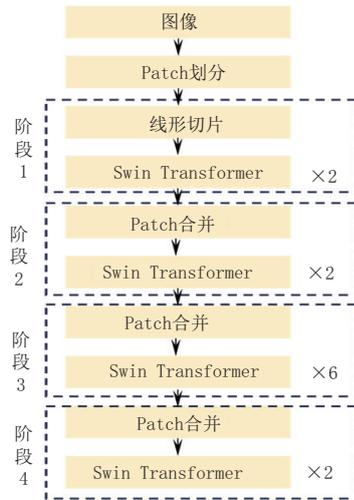 图像
Patch划分
阶段1
线形切片
Swin Transformer
×2
阶段2
Patch合并
Swin Transformer
×2
阶段3
Patch合并
Swin Transformer
×6
阶段4
Patch合并
Swin Transformer
×2